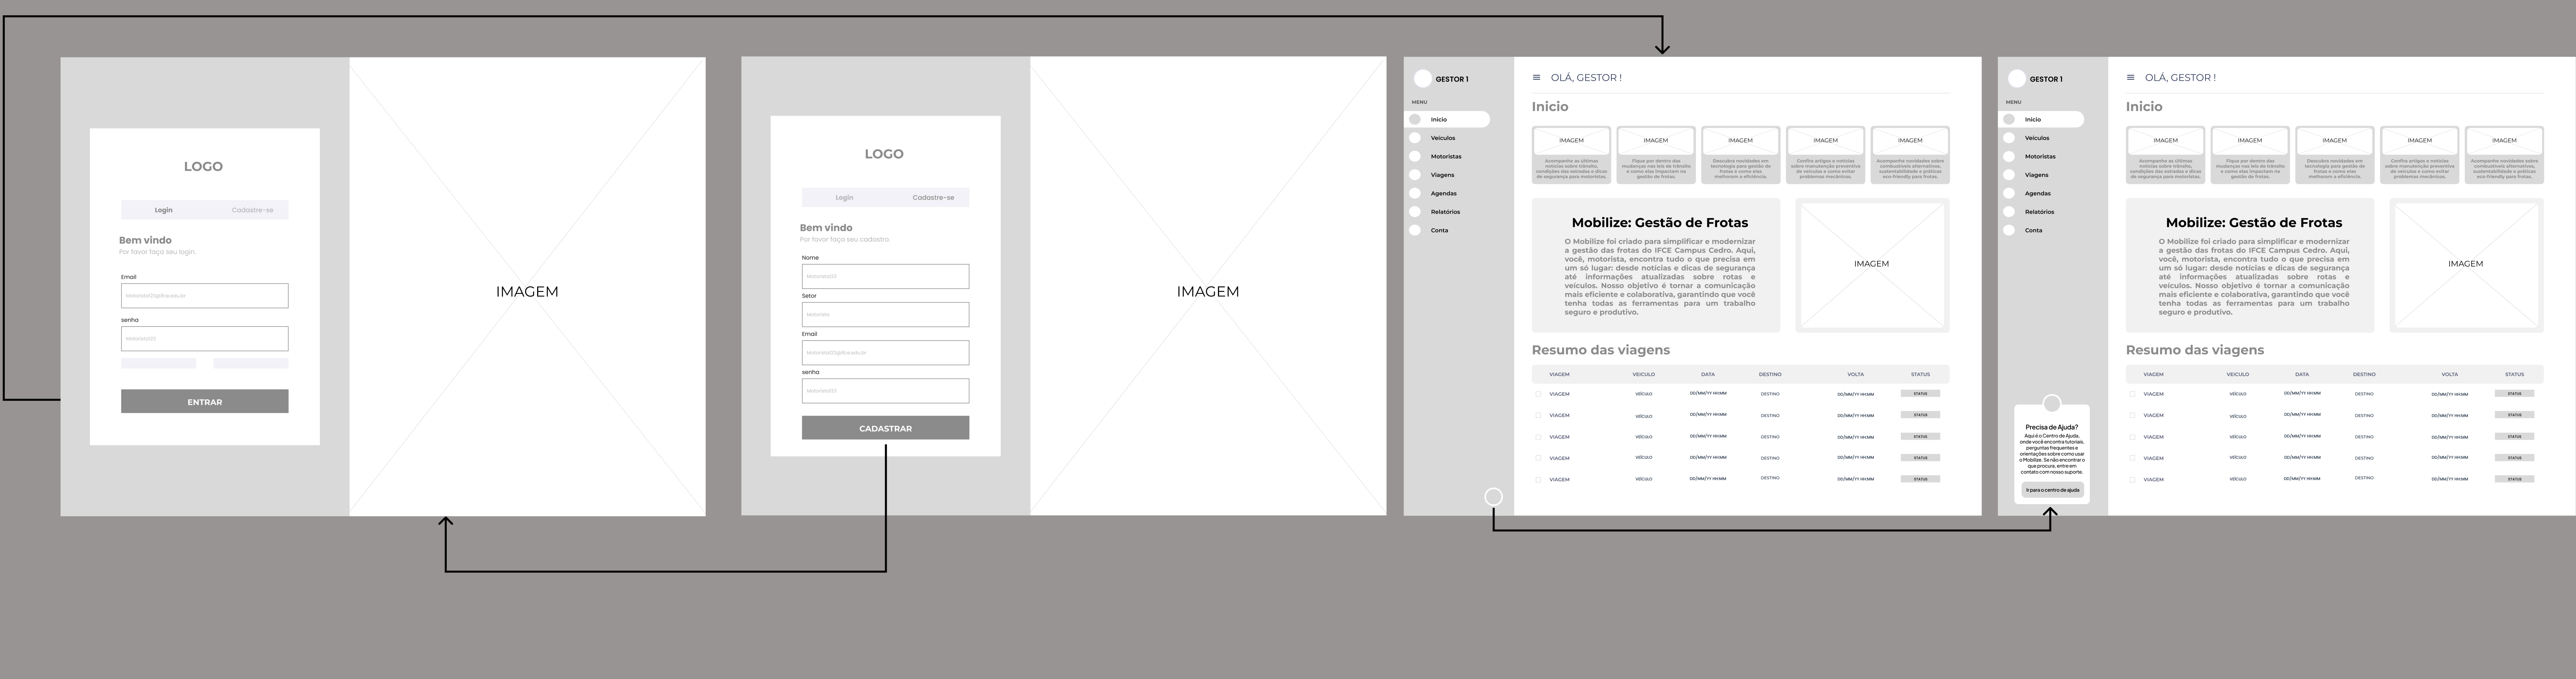 LOGO
Login
Cadastre-se
Bem vindo
Por favor faça seu login.
Email
senha
ENTRAR
IMAGEM
LOGO
Login
Cadastre-se
Bem vindo
Por favor faça seu cadastro.
Nome
Setor
Motorista
Email
senha
CADASTRAR
IMAGEM
GESTOR 1
MENU
Inicio
Veículos
Motoristas
Viagens
Agendas
Relatórios
Conta
OLÁ, GESTOR !
Inicio
IMAGEM
Acompanhe as últimas
notícias sobre trânsito,
condições das estradas e dicas
de segurança para motoristas.
IMAGEM
Fique por dentro das
mudanças nas leis de trânsito
e como elas impactam na
gestão de frotas.
IMAGEM
Descubra novidades em
tecnologia para gestão de
frotas e como elas
melhoram a eficiência.
IMAGEM
Confira artigos e notícias
sobre manutenção preventiva
de veículos e como evitar
problemas mecânicos.
IMAGEM
Acompanhe novidades sobre
combustíveis alternativos,
sustentabilidade e práticas
eco-friendly para frotas.
Mobilize: Gestão de Frotas
O Mobilize foi criado para simplificar e modernizar
a gestão das frotas do IFCE Campus Cedro. Aqui,
você, motorista, encontra tudo o que precisa em
um só lugar: desde notícias e dicas de segurança
até informações atualizadas sobre rotas e
veículos. Nosso objetivo é tornar a comunicação
mais eficiente e colaborativa, garantindo que você
tenha todas as ferramentas para um trabalho
seguro e produtivo.
IMAGEM
Resumo das viagens
VIAGEM VEICULO DATA DESTINO VOLTA STATUS
VIAGEM VEÍCULO DD/MM/YY HH:MM DESTINO DD/MM/YY HH:MM STATUS
VIAGEM VEÍCULO DD/MM/YY HH:MM DESTINO DD/MM/YY HH:MM STATUS
VIAGEM VEÍCULO DD/MM/YY HH:MM DESTINO DD/MM/YY HH:MM STATUS
VIAGEM VEÍCULO DD/MM/YY HH:MM DESTINO DD/MM/YY HH:MM STATUS
VIAGEM VEÍCULO DD/MM/YY HH:MM DESTINO DD/MM/YY HH:MM STATUS
GESTOR 1
MENU
Inicio
Veículos
Motoristas
Viagens
Agendas
Relatórios
Conta
Precisa de Ajuda?
Aqui é o Centro de Ajuda,
onde você encontra tutoriais,
perguntas frequentes e
orientações sobre como usar
o Mobilize. Se não encontrar o
que procura, entre em
contato com nosso suporte.
Ir para o centro de ajuda
OLÁ, GESTOR !
Inicio
IMAGEM
Acompanhe as últimas
notícias sobre trânsito,
condições das estradas e dicas
de segurança para motoristas.
IMAGEM
Fique por dentro das
mudanças nas leis de trânsito
e como elas impactam na
gestão de frotas.
IMAGEM
Descubra novidades em
tecnologia para gestão de
frotas e como elas
melhoram a eficiência.
IMAGEM
Confira artigos e notícias
sobre manutenção preventiva
de veículos e como evitar
problemas mecânicos.
IMAGEM
Acompanhe novidades sobre
combustíveis alternativos,
sustentabilidade e práticas
eco-friendly para frotas.
Mobilize: Gestão de Frotas
O Mobilize foi criado para simplificar e modernizar
a gestão das frotas do IFCE Campus Cedro. Aqui,
você, motorista, encontra tudo o que precisa em
um só lugar: desde notícias e dicas de segurança
até informações atualizadas sobre rotas e
veículos. Nosso objetivo é tornar a comunicação
mais eficiente e colaborativa, garantindo que você
tenha todas as ferramentas para um trabalho
seguro e produtivo.
IMAGEM
Resumo das viagens
VIAGEM VEICULO DATA DESTINO VOLTA STATUS
VIAGEM VEÍCULO DD/MM/YY HH:MM DESTINO DD/MM/YY HH:MM STATUS
VIAGEM VEÍCULO DD/MM/YY HH:MM DESTINO DD/MM/YY HH:MM STATUS
VIAGEM VEÍCULO DD/MM/YY HH:MM DESTINO DD/MM/YY HH:MM STATUS
VIAGEM VEÍCULO DD/MM/YY HH:MM DESTINO DD/MM/YY HH:MM STATUS
VIAGEM VEÍCULO DD/MM/YY HH:MM DESTINO DD/MM/YY HH:MM STATUS